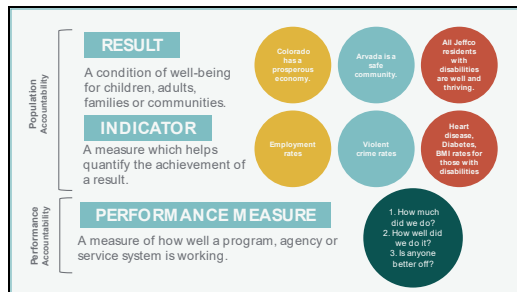 Population
Accountability
RESULT
A condition of well-being
for children, adults,
families or communities.
Colorado
has a
prosperous
economy.
Arvada is a
safe
community.
All Jeffco
residents
with
disabilities
are well and
thriving.
INDICATOR
A measure which helps
quantify the achievement of
a result.
Employment
rates
Violent
crime rates
Heart
disease,
Diabetes,
BMI rates for
those with
disabilities
Performance
Accountability
PERFORMANCE MEASURE
A measure of how well a program, agency or
service system is working.
1. How much
did we do?
2. How well did
we do it?
3. Is anyone
better off?